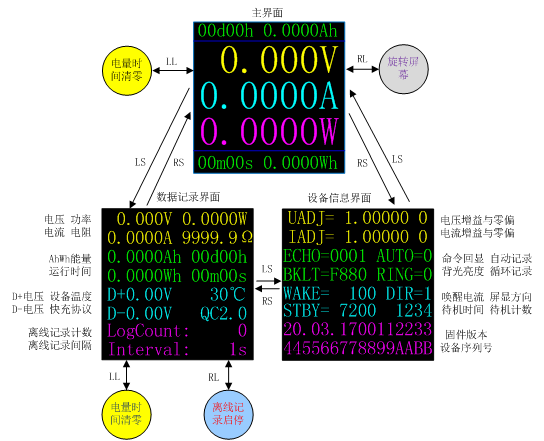 主界面
00d00h 0.0000Ah
0.000V
0.0000A
0.0000W
00m00s 0.0000Wh
电量时
间清零
LL
RL
旋转屏
幕
LS
RS
RS
LS
数据记录界面
设备信息界面
电压 功率
0.000V 0.0000W
电流 电阻
0.0000A 9999.9Ω
AhWh能量
0.0000Ah 00d00h
运行时间
0.0000Wh 00m00s
D+电压 设备温度
D+0.00V 30℃
D-电压 快充协议
D-0.00V QC2.0
离线记录计数
LogCount: 0
离线记录间隔
Interval: 1s
LS
RS
UADJ= 1.00000 0
电压增益与零偏
IADJ= 1.00000 0
电流增益与零偏
ECHO=0001 AUTO=0
命令回显 自动记录
BKLT=F880 RING=0
背光亮度 循环记录
WAKE= 100 DIR=1
唤醒电流 屏显方向
STBY= 7200 1234
待机时间 待机计数
20.03.1700112233
固件版本
445566778899AABB
设备序列号
LL
RL
电量时
间清零
离线记
录启停